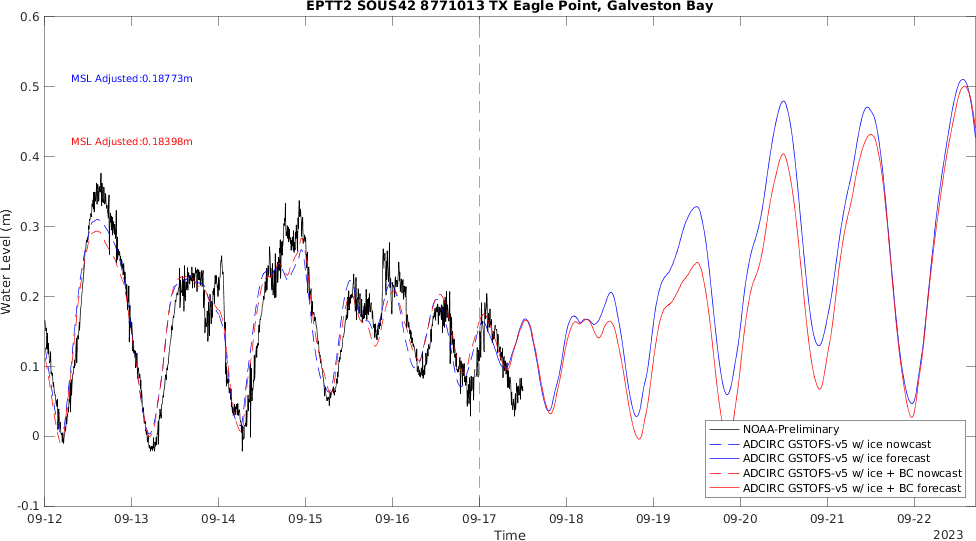 EPTT2 SOUS42 8771013 TX Eagle Point, Galveston Bay
0.6
0.5
0.4
0.3
0.2
0.1
0
-0.1
Water Level (m)
MSL Adjusted:0.18773m
MSL Adjusted:0.18398m
NOAA-Preliminary
ADCIRC GSTOFS-v5 w/ ice nowcast
ADCIRC GSTOFS-v5 w/ ice forecast
ADCIRC GSTOFS-v5 w/ ice + BC nowcast
ADCIRC GSTOFS-v5 w/ ice + BC forecast
09-12 09-13 09-14 09-15 09-16 09-17 09-18 09-19 09-20 09-21 09-22
Time
2023